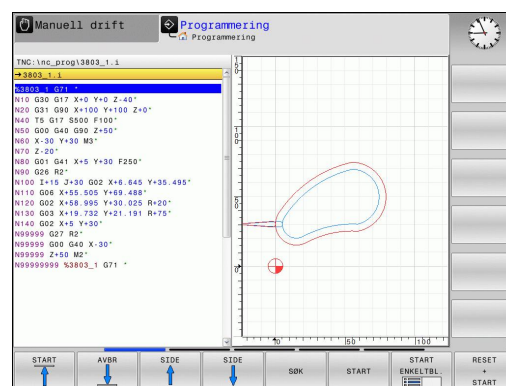 Manuell drift
Programmering
Programmering
TNC:\nc_prog\3803_1.i
→3803_1.i
%3803_1 G71 *
N10 G30 G17 X+0 Y+0 Z-40*
N20 G31 G90 X+100 Y+100 Z+0*
N40 T5 G17 S500 F100*
N50 G00 G40 G90 Z+50*
N60 X-30 Y+30 M3*
N70 Z-20*
N80 G01 G41 X+5 Y+30 F250*
N90 G26 R2*
N100 I+15 J+30 G02 X+6.645 Y+35.495*
N110 G06 X+55.505 Y+69.488*
N120 G02 X+58.995 Y+30.025 R+20*
N130 G03 X+19.732 Y+21.191 R+75*
N140 G02 X+5 Y+30*
N99999 G27 R2*
N99999 G00 G40 X-30*
N99999 Z+50 M2*
N99999999 %3803_1 G71 *
150
100
50
0
0
50
100
START
AVBR
SIDE
SIDE
SØK
START
START
ENKELTBL.
RESET
+
START